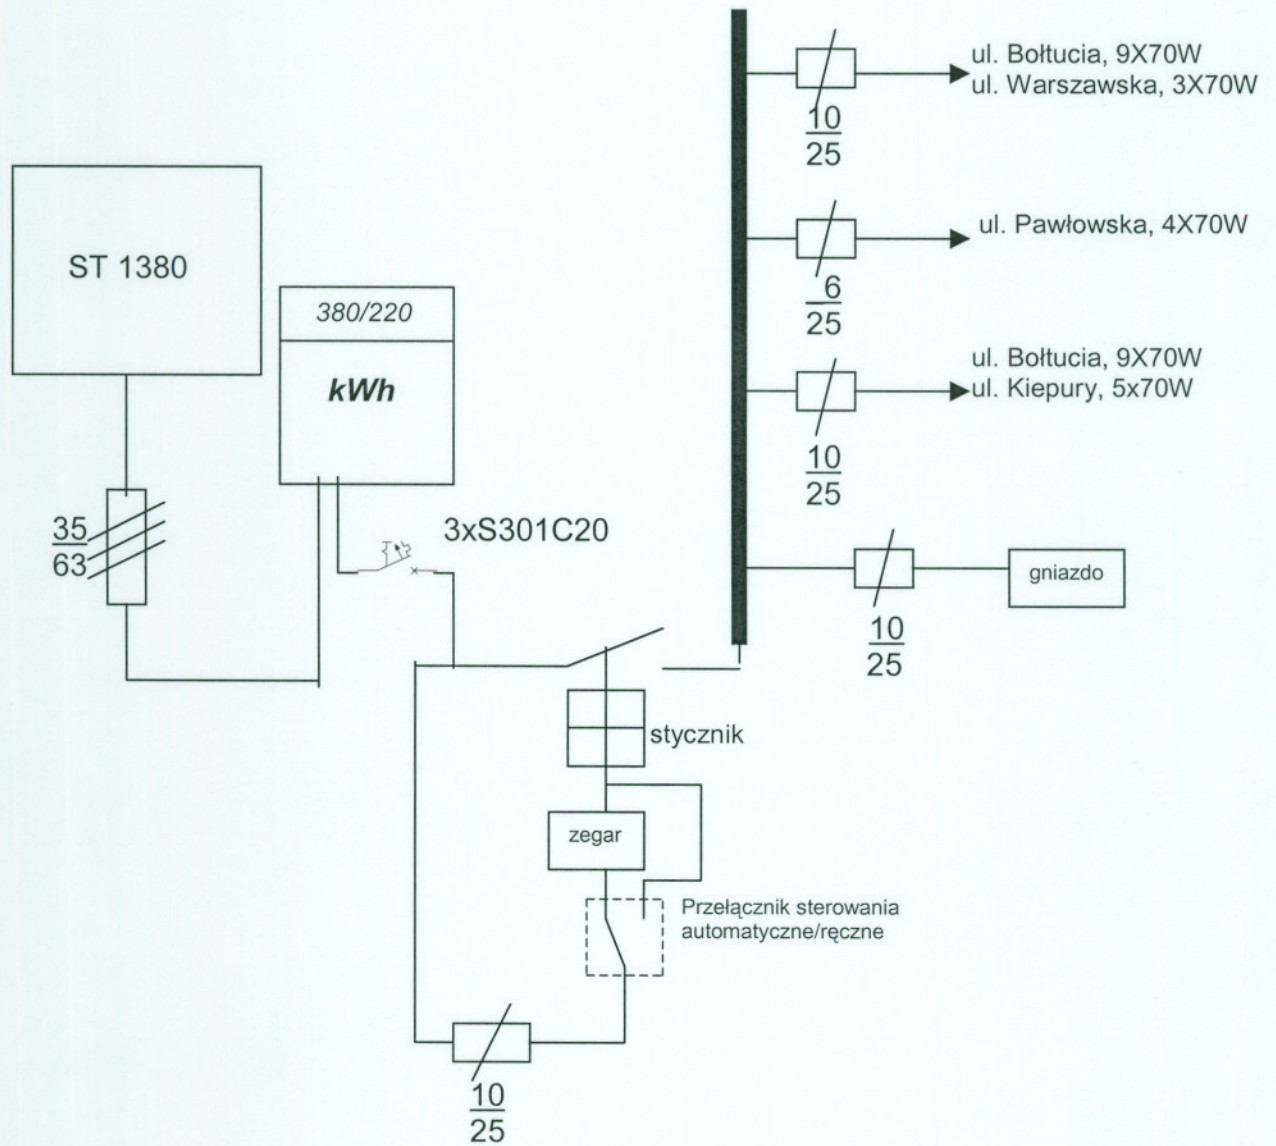 ul. Bołtucia, 9X70W
ul. Warszawska, 3X70W
10
25
ST 1380
ul. Pawłowska, 4X70W
6
25
380/220
kWh
ul. Bołtucia, 9X70W
ul. Kiepury, 5x70W
10
25
35
63
3xS301C20
gniazdo
10
25
stycznik
zegar
Przełącznik sterowania
automatyczne/ręczne
10
25